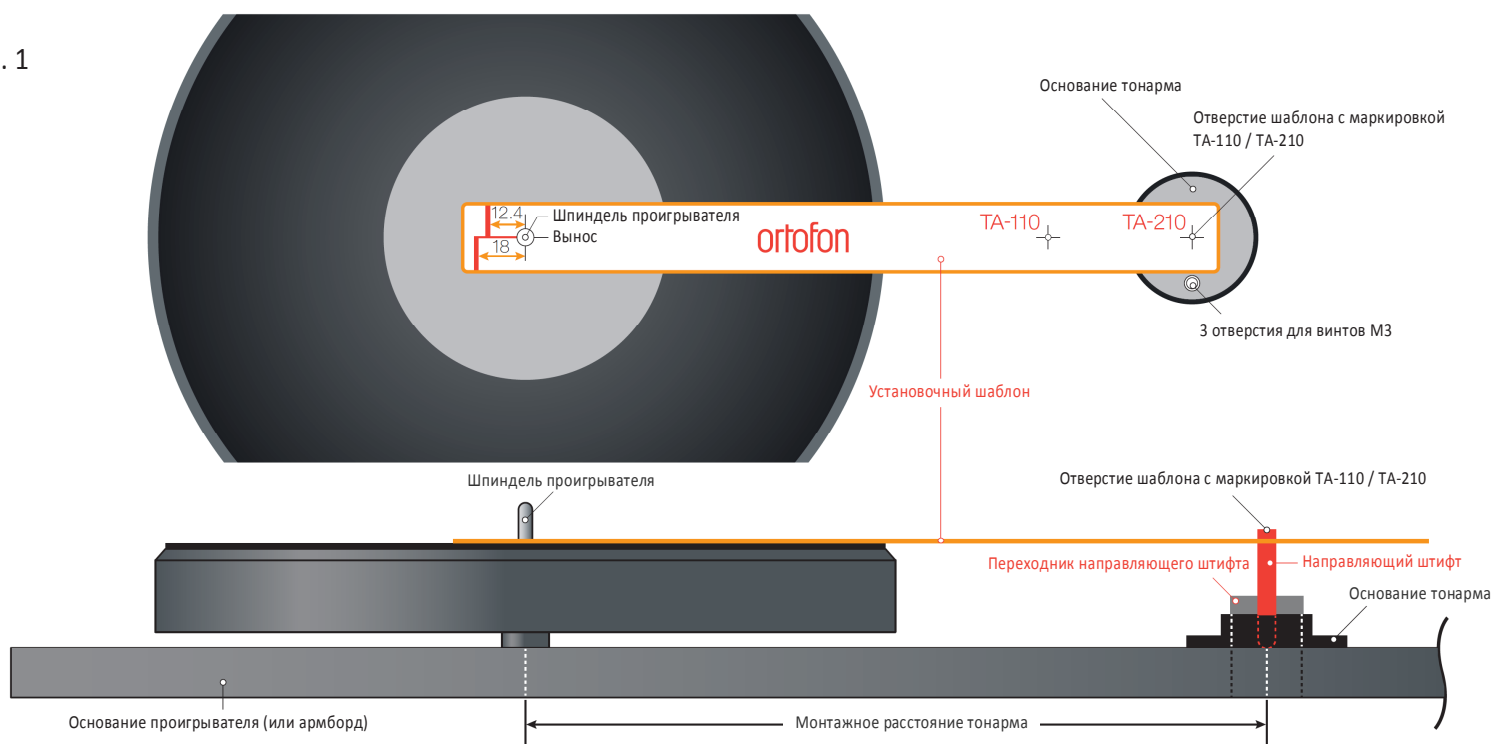 . 1
Основание тонарма
Отверстие шаблона с маркировкой
TA-110 / TA-210
12.4
Шпиндель проигрывателя
Вынос
18
ortofon
TA-110
TA-210
3 отверстия для винтов М3
Установочный шаблон
Шпиндель проигрывателя
Отверстие шаблона с маркировкой TA-110 / TA-210
Переходник направляющего штифта
Направляющий штифт
Основание тонарма
Основание проигрывателя (или армборд)
Монтажное расстояние тонарма